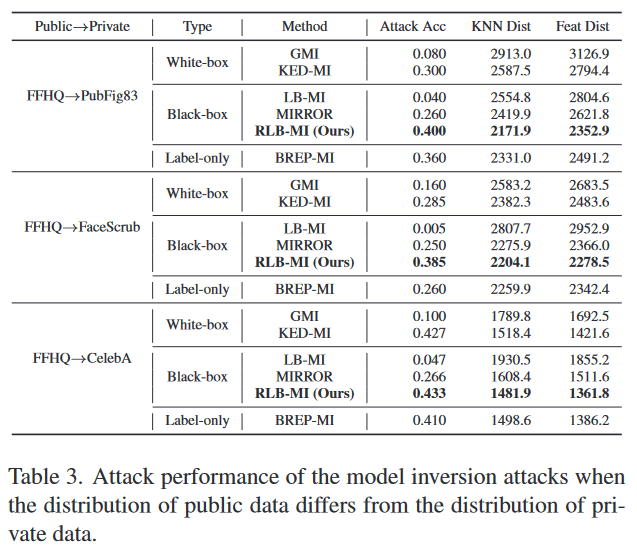 Public→Private Type Method Attack Acc KNN Dist Feat Dist
FFHQ→PubFig83 White-box GMI 0.080 2913.0 3126.9
KED-MI 0.300 2587.5 2794.4
Black-box LB-MI 0.040 2554.8 2804.6
MIRROR 0.260 2419.9 2621.8
RLB-MI (Ours) 0.400 2171.9 2352.9
Label-only BREP-MI 0.360 2331.0 2491.2
FFHQ→FaceScrub White-box GMI 0.160 2583.2 2683.5
KED-MI 0.285 2382.3 2483.6
Black-box LB-MI 0.005 2807.7 2952.9
MIRROR 0.250 2275.9 2366.0
RLB-MI (Ours) 0.385 2204.1 2278.5
Label-only BREP-MI 0.260 2259.9 2342.4
FFHQ→CelebA White-box GMI 0.100 1789.8 1692.5
KED-MI 0.427 1518.4 1421.6
Black-box LB-MI 0.047 1930.5 1855.2
MIRROR 0.266 1608.4 1511.6
RLB-MI (Ours) 0.433 1481.9 1361.8
Label-only BREP-MI 0.410 1498.6 1386.2
Table 3. Attack performance of the model inversion attacks when
the distribution of public data differs from the distribution of pri-
vate data.